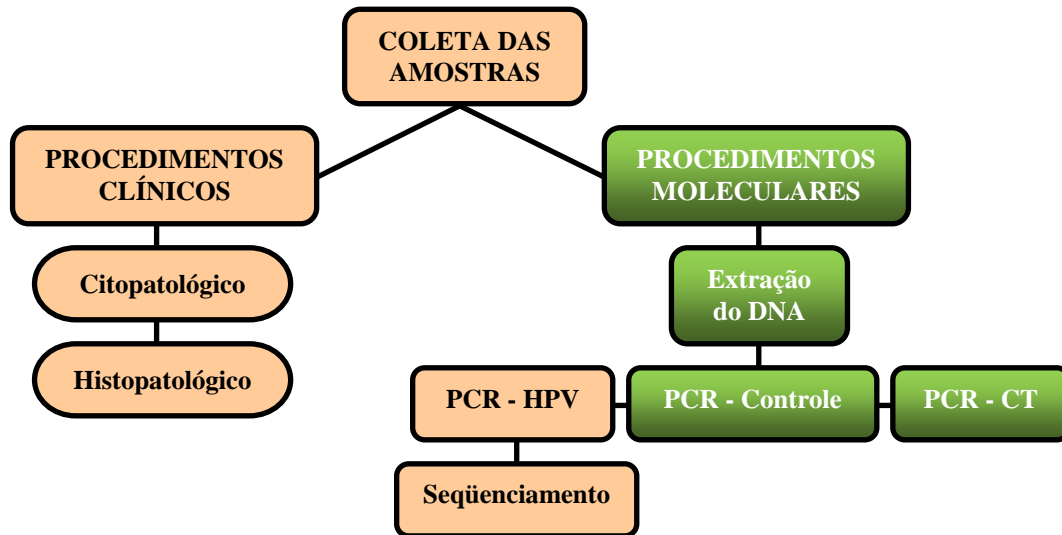 COLETA DAS
AMOSTRAS
PROCEDIMENTOS
CLÍNICOS
PROCEDIMENTOS
MOLECULARES
Citopatológico
Extração
do DNA
Histopatológico
PCR - HPV
PCR - Controle
PCR - CT
Seqüenciamento